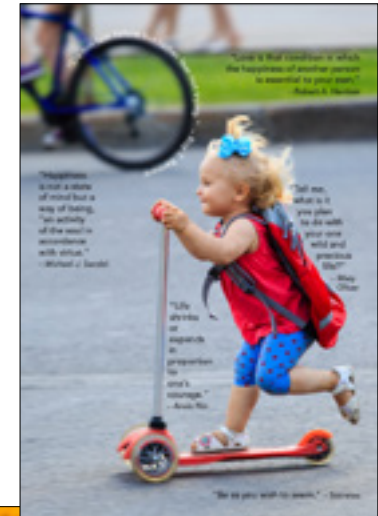 "Love is that condition in which
the happiness of another person
is essential to your own."
- Robert A. Heinlein
"Happiness
is not a state
of mind but a
way of being,
"an activity
of the soul in
accordance
with virtue."
- Michael J. Sandel
"Tell me,
what is it
you plan
to do with
your one
wild and
precious
life?"
- Mary
Oliver
"Life
shrinks
or
expands
in
proportion
to
one's
courage."
- Anais Nin
"Be as you wish to seem." - Socrates